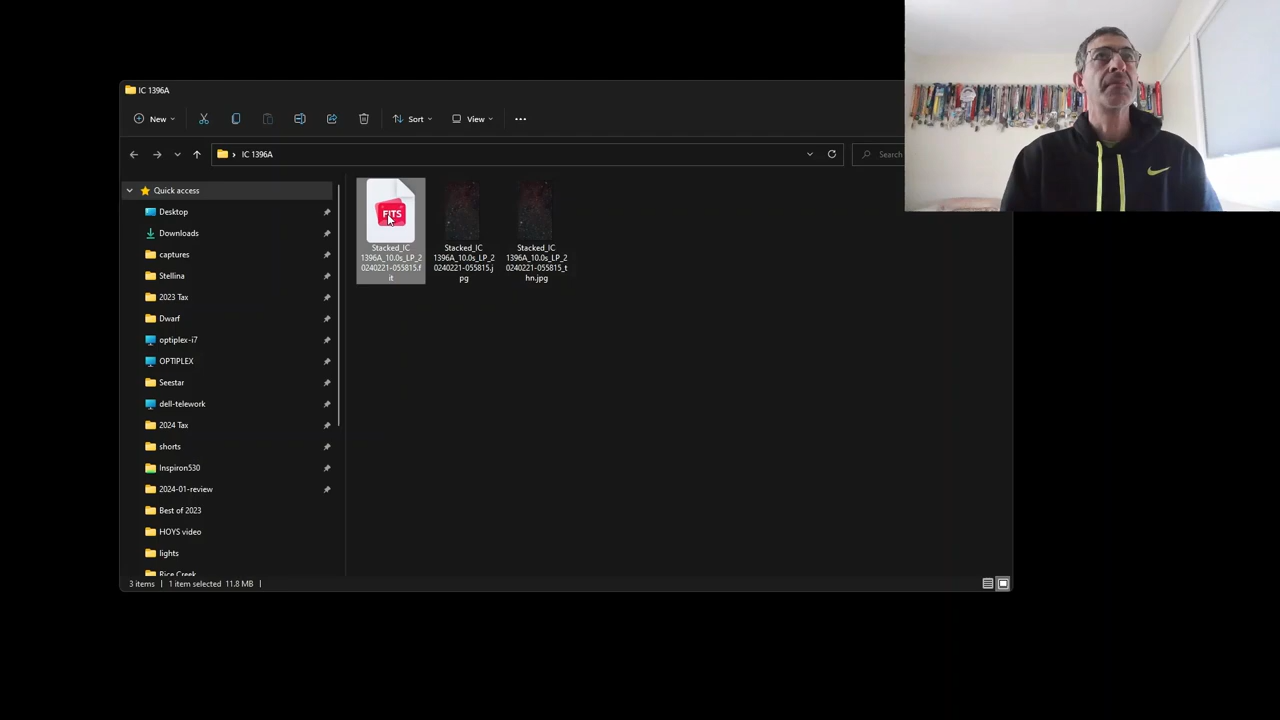 IC 1396A
New
Sort
View
IC 1396A
Search
Quick access
Desktop
Downloads
captures
Stellina
2023 Tax
Dwarf
optiplex-i7
OPTIPLEX
Seestar
dell-telework
2024 Tax
shorts
Inspiron530
2024-01-review
Best of 2023
HOYS video
lights
Rice Creek
FITS
Stacked_IC
1396A_10.0s_LP_2
0240221-055815.f
it
Stacked_IC
1396A_10.0s_LP_2
0240221-055815.j
pg
Stacked_IC
1396A_10.0s_LP_2
0240221-055815_t
hn.jpg
3 items
1 item selected 11.8 MB